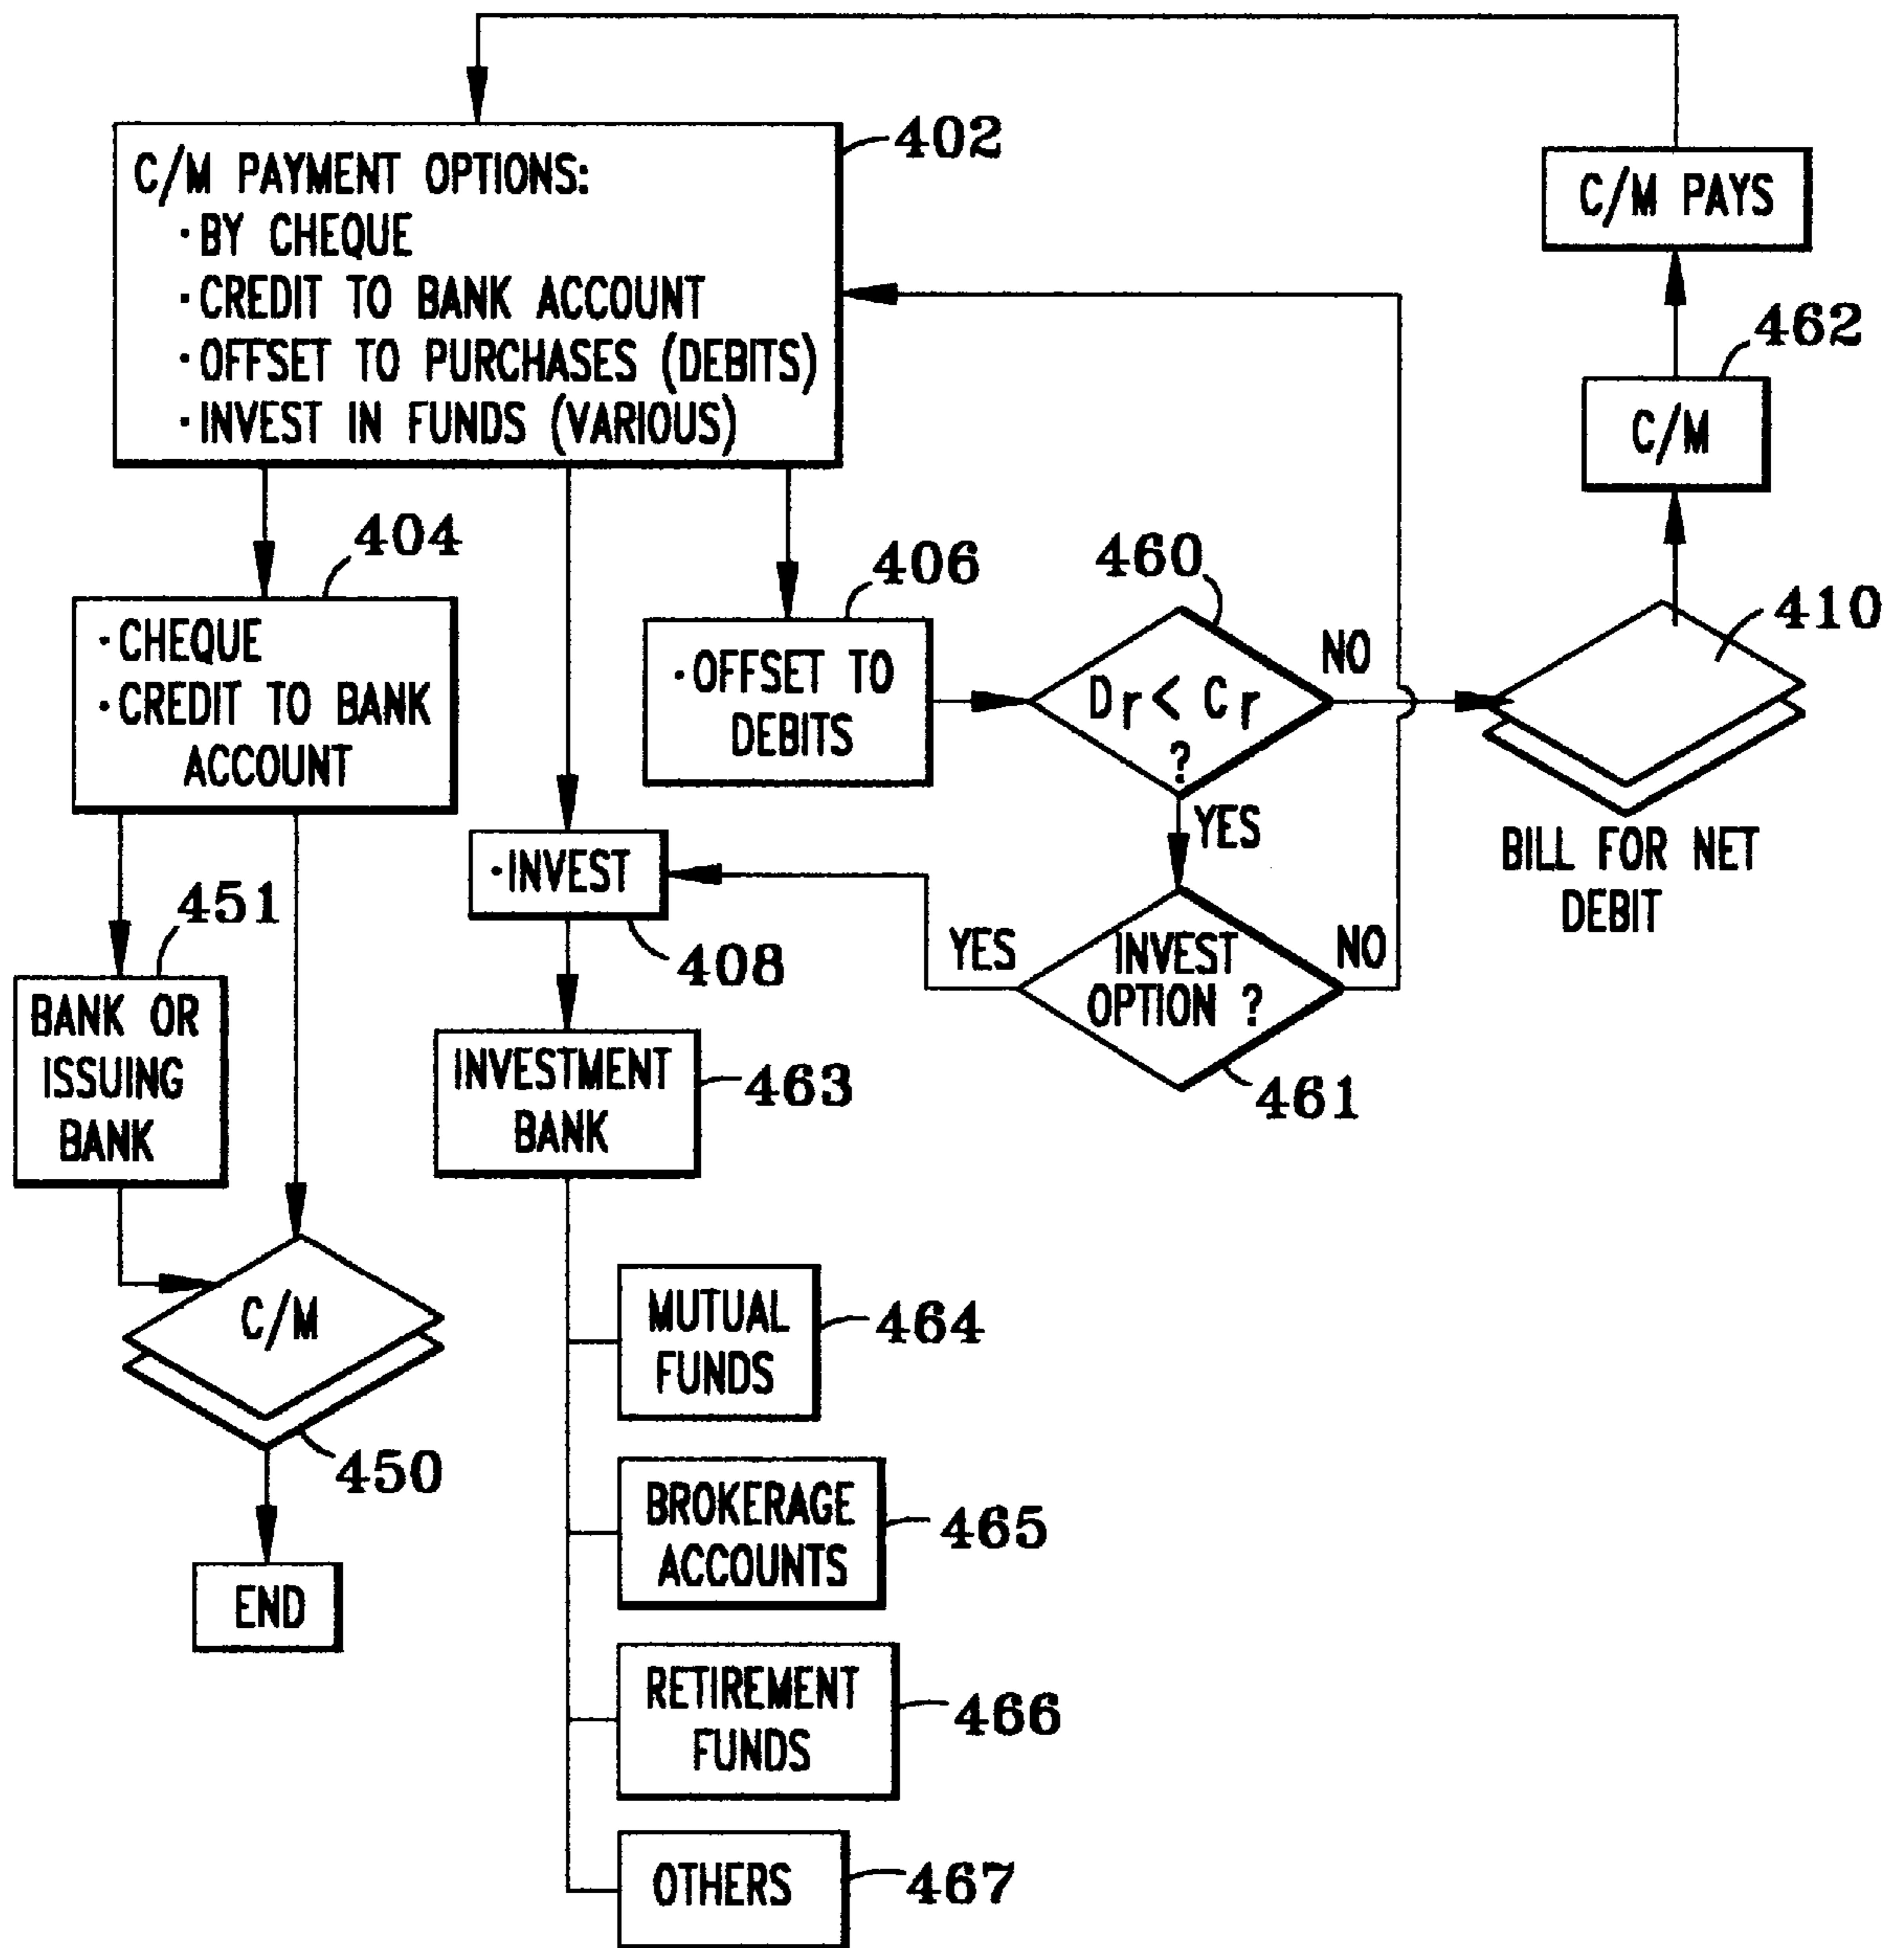 402
C/M PAYMENT OPTIONS:
·BY CHEQUE
·CREDIT TO BANK ACCOUNT
·OFFSET TO PURCHASES (DEBITS)
·INVEST IN FUNDS (VARIOUS)
C/M PAYS
462
C/M
404
·CHEQUE
·CREDIT TO BANK
ACCOUNT
406
·OFFSET TO
DEBITS
460
Dr < Cr
?
NO
YES
410
BILL FOR NET
DEBIT
·INVEST
408
YES
INVEST
OPTION ?
NO
461
451
BANK OR
ISSUING
BANK
INVESTMENT
BANK
463
C/M
450
END
MUTUAL
FUNDS
464
BROKERAGE
ACCOUNTS
465
RETIREMENT
FUNDS
466
OTHERS
467